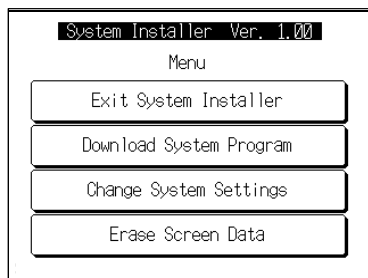 System Installer Ver. 1.00
Menu
Exit System Installer
Download System Program
Change System Settings
Erase Screen Data